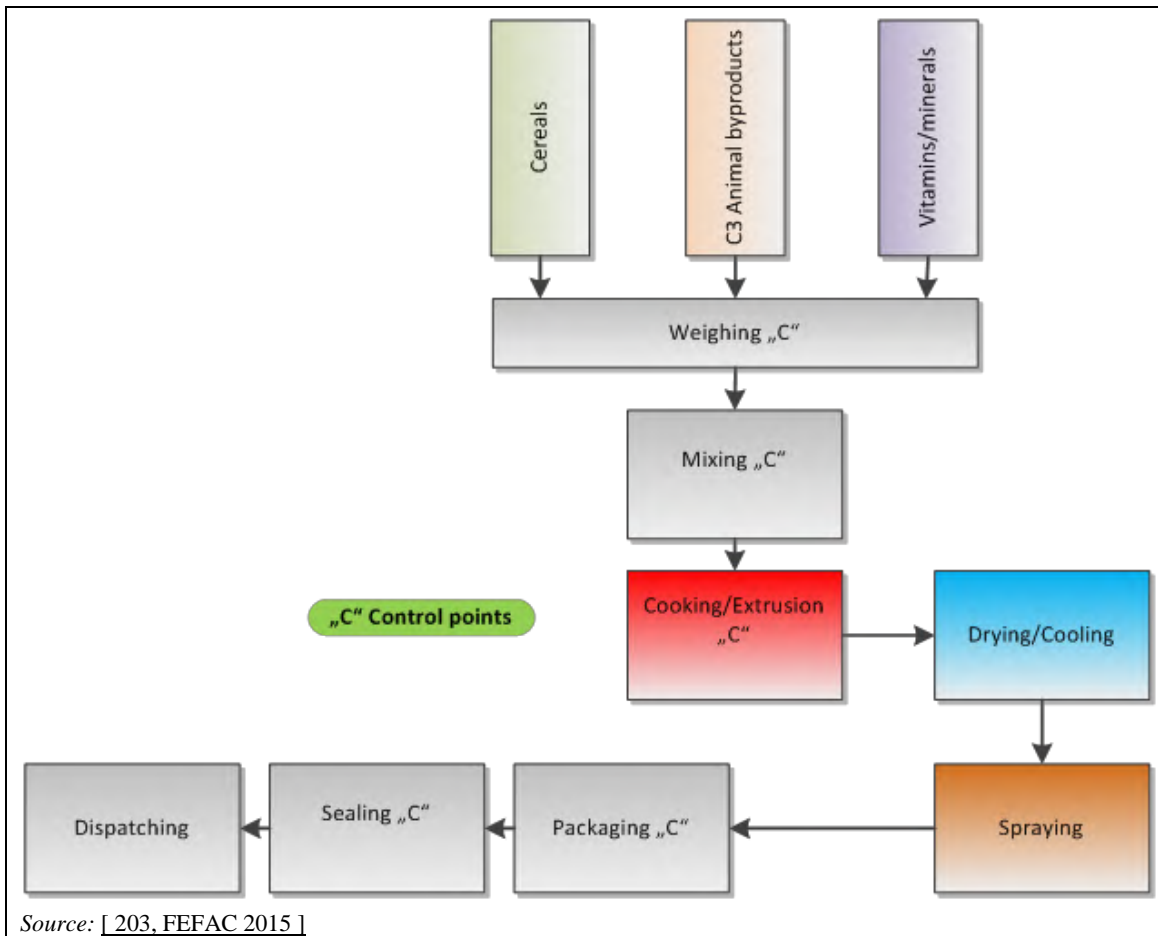 Cereals
C3 Animal byproducts
Vitamins/minerals
Weighing „C“
Mixing „C“
„C“ Control points
Cooking/Extrusion
„C“
Drying/Cooling
Dispatching
Sealing „C“
Packaging „C“
Spraying
Source: [ 203, FEFAC 2015 ]